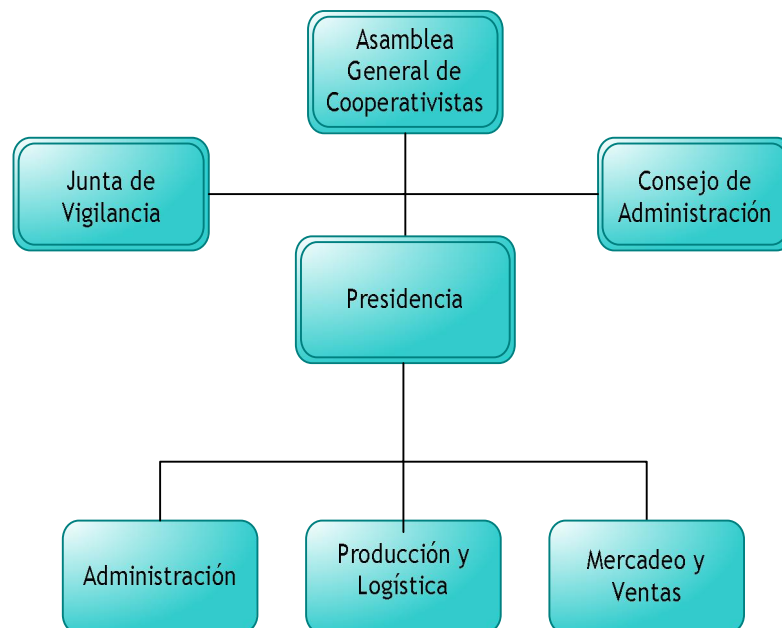 Asamblea
General de
Cooperativistas
Junta de
Vigilancia
Consejo de
Administración
Presidencia
Administración
Producción y
Logística
Mercadeo y
Ventas